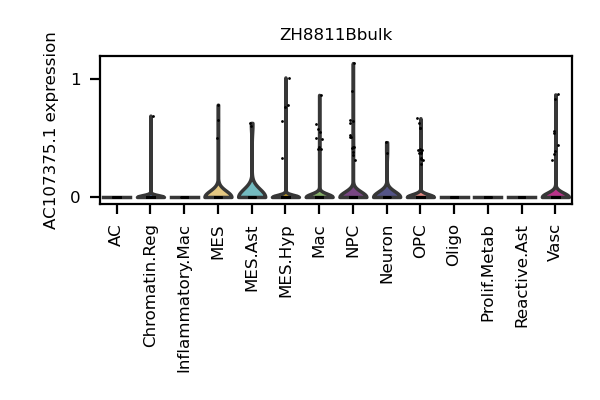 ZH8811Bbulk
AC107375.1 expression
1
0
AC
Chromatin.Reg
Inflammatory.Mac
MES
MES.Ast
MES.Hyp
Mac
NPC
Neuron
OPC
Oligo
Prolif.Metab
Reactive.Ast
Vasc